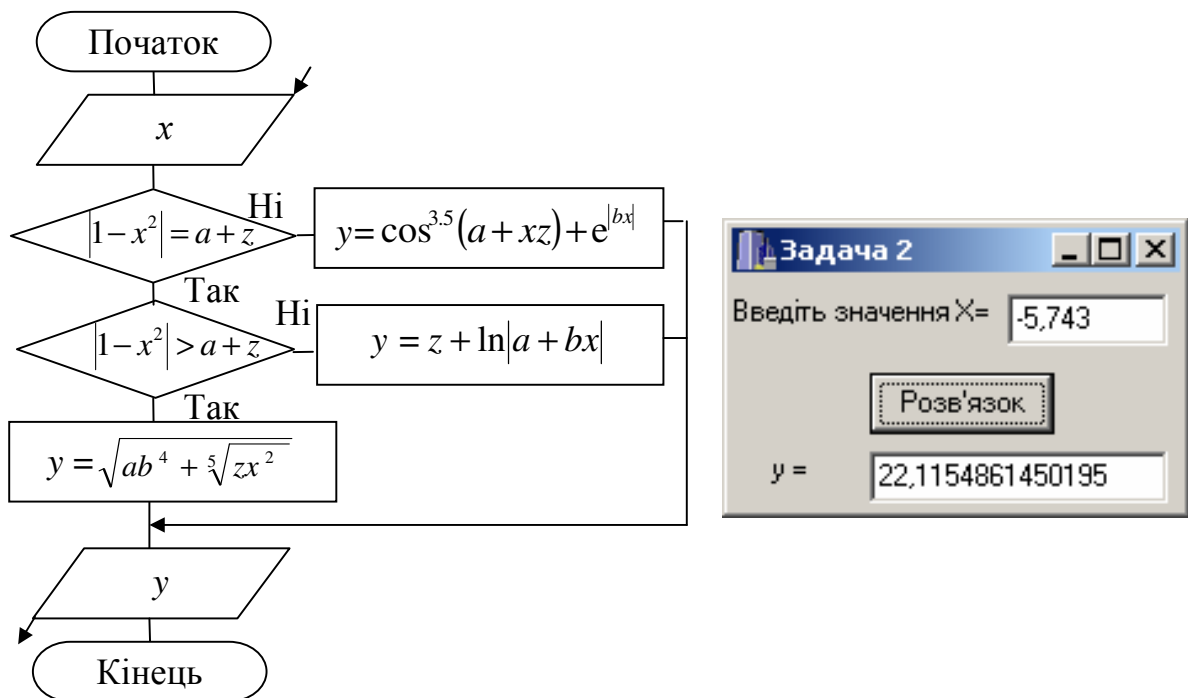 Початок
x
|1 − x²| = a + z
Ні
y = cos^3.5(a + xz) + e^|bx|
Так
|1 − x²| > a + z
Ні
y = z + ln|a + bx|
Так
y = √(ab⁴ + ⁵√(zx²))
y
Кінець
Задача 2
Введіть значення X=
-5,743
Розв'язок
y =
22,1154861450195